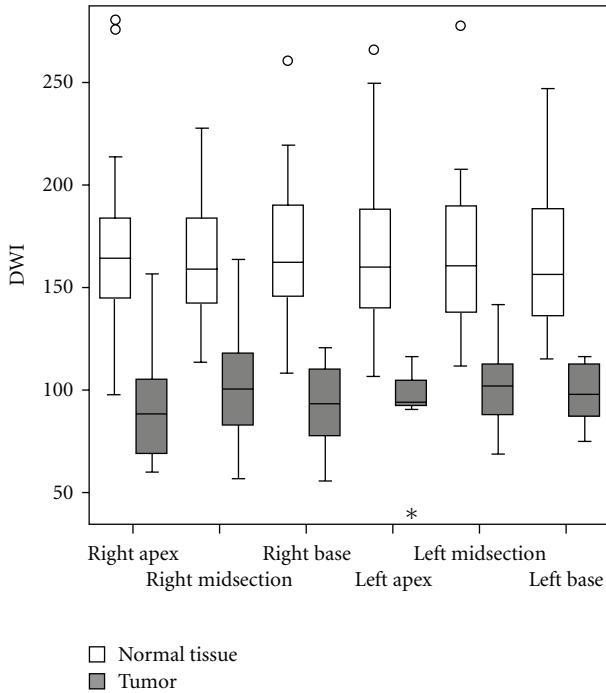 DWI
250
200
150
100
50
Right apex
Right midsection
Right base
Left apex
Left midsection
Left base
Normal tissue
Tumor